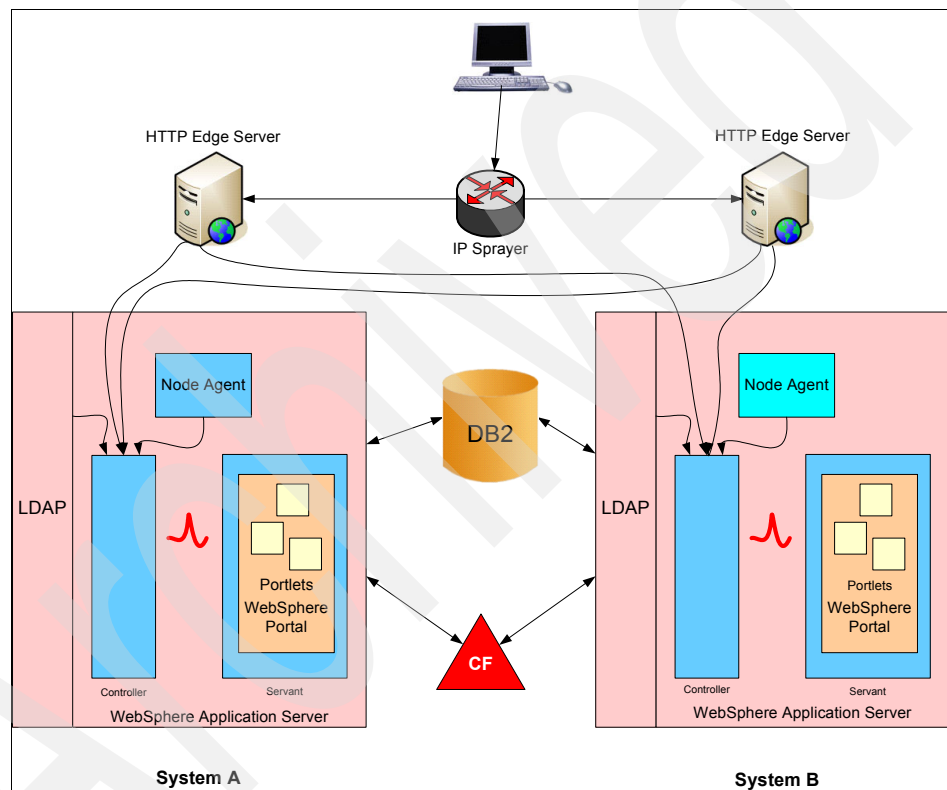 HTTP Edge Server
HTTP Edge Server
IP Sprayer
Node Agent
DB2
Node Agent
LDAP
Portlets
WebSphere
Portal
CF
LDAP
Portlets
WebSphere
Portal
Controller
Servant
WebSphere Application Server
Controller
Servant
WebSphere Application Server
System A
System B
Archived